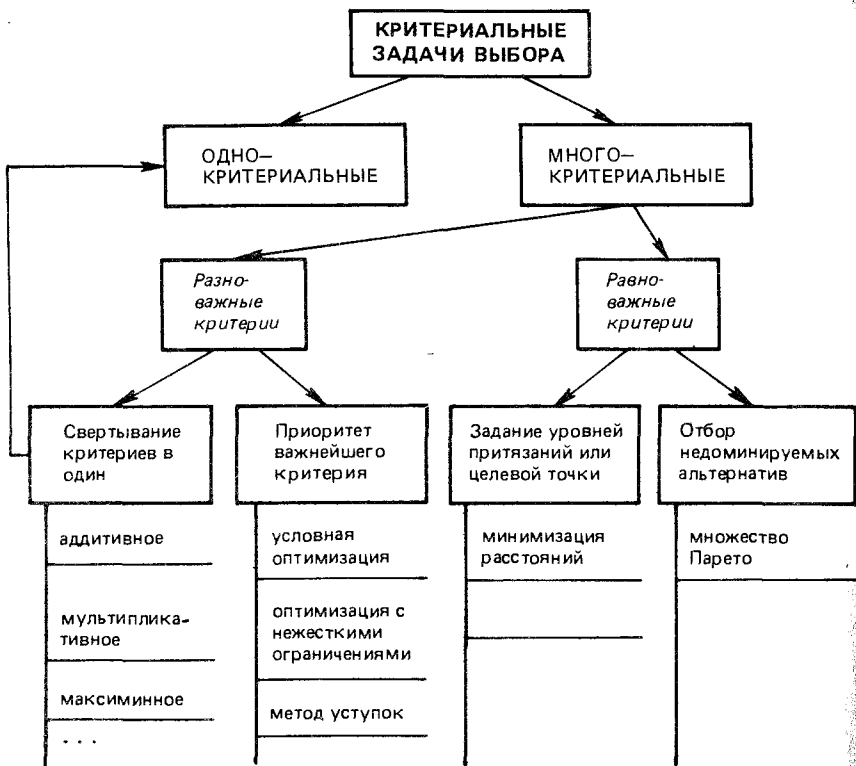 КРИТЕРИАЛЬНЫЕ
ЗАДАЧИ ВЫБОРА
ОДНО—
КРИТЕРИАЛЬНЫЕ
МНОГО—
КРИТЕРИАЛЬНЫЕ
Разно-
важные
критерии
Равно-
важные
критерии
Свертывание
критериев в
один
Приоритет
важнейшего
критерия
Задание уровней
притязаний или
целевой точки
Отбор
недоминируемых
альтернатив
аддитивное
мультиплика-
тивное
максиминное
. . .
условная
оптимизация
оптимизация с
нежесткими
ограничениями
метод уступок
минимизация
расстояний
множество
Парето